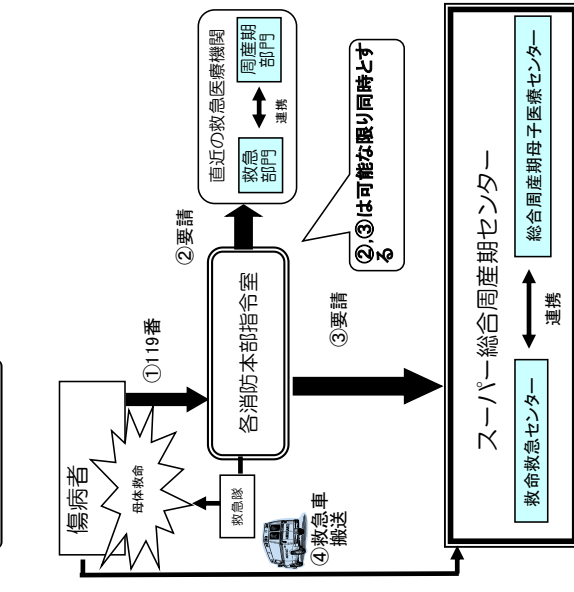 傷病者
母体救命
①119番
救急隊
各消防本部指令室
②要請
直近の救急医療機関
救急
部門
連携
周産期
部門
②,③は可能な限り同時とす
る
③要請
④救急車
搬送
スーパー総合周産期センター
救命救急センター
連携
総合周産期母子医療センター